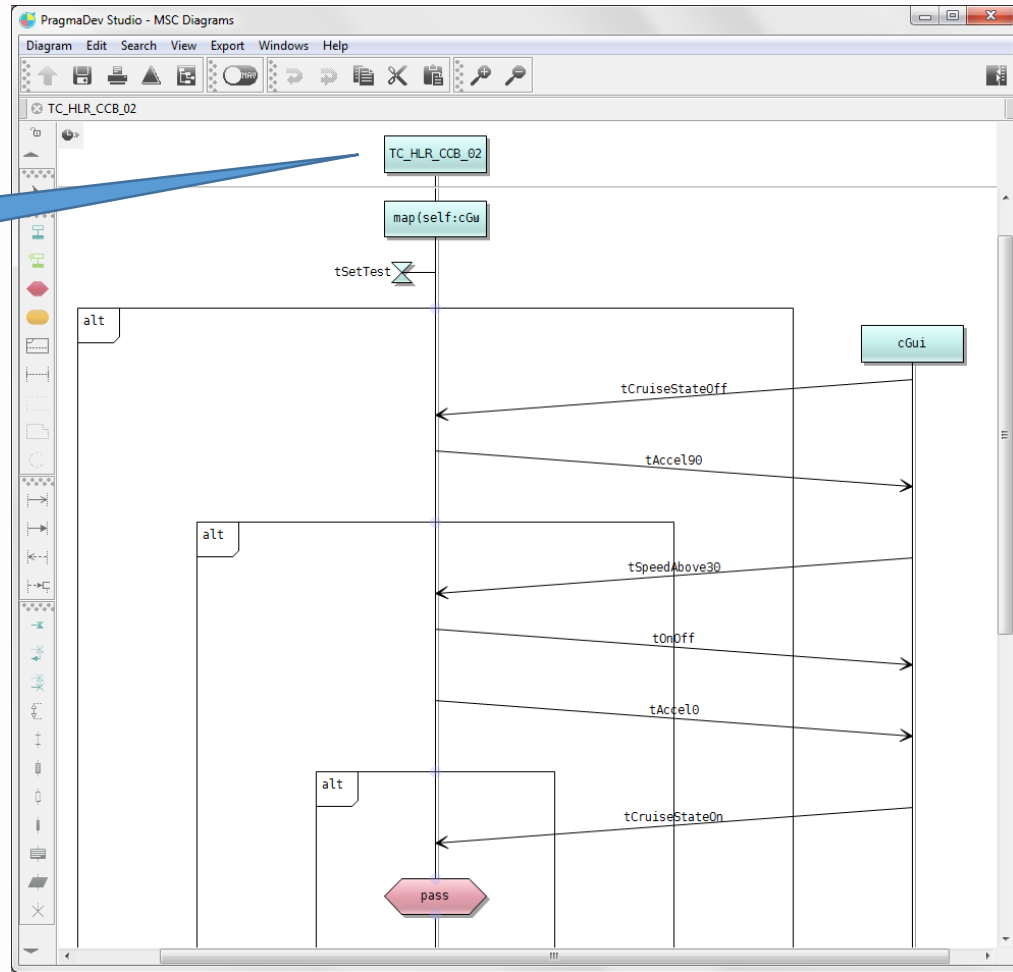 PragmaDev Studio - MSC Diagrams
Diagram Edit Search View Export Windows Help
TC_HLR_CCB_02
TC_HLR_CCB_02
map(self:cGw
tSetTest
alt
cGui
tCruiseStateOff
tAccel90
alt
tSpeedAbove30
tOnOff
tAccel0
alt
tCruiseStateOn
pass